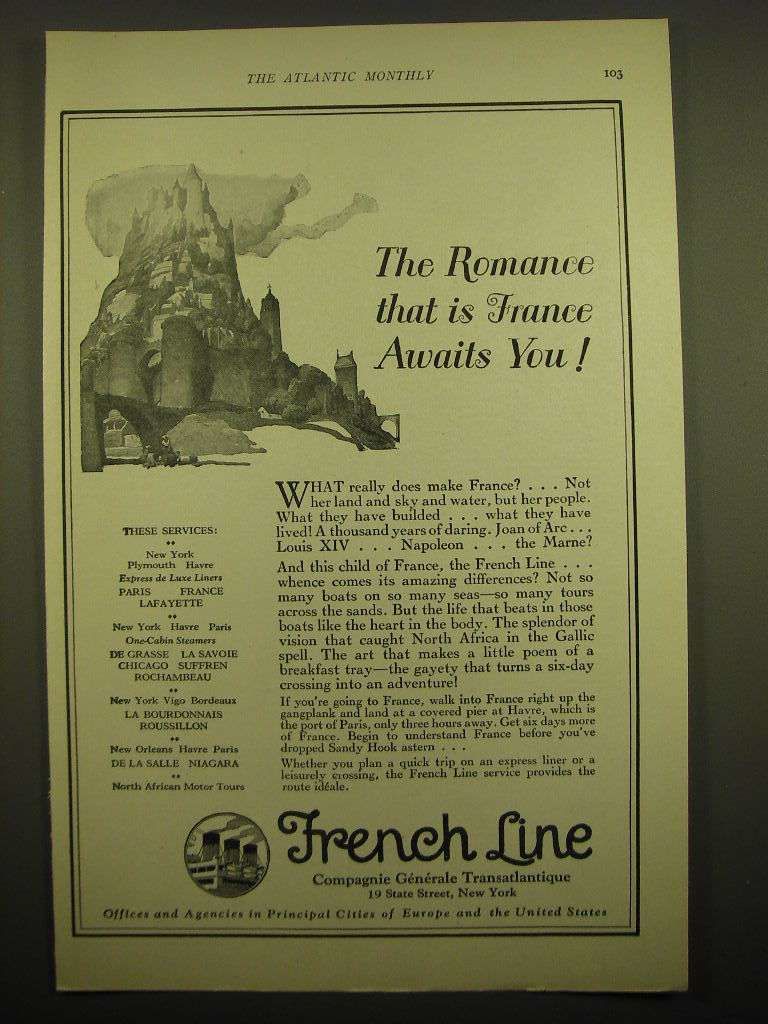 THE ATLANTIC MONTHLY
103
The Romance
that is France
Awaits You!
WHAT really does make France? . . . Not
her land and sky and water, but her people.
What they have builded . . . what they have
lived! A thousand years of daring. Joan of Arc . . .
Louis XIV . . . Napoleon . . . the Marne?
And this child of France, the French Line . . .
whence comes its amazing differences? Not so
many boats on so many seas—so many tours
across the sands. But the life that beats in those
boats like the heart in the body. The splendor of
vision that caught North Africa in the Gallic
spell. The art that makes a little poem of a
breakfast tray—the gayety that turns a six-day
crossing into an adventure!
If you're going to France, walk into France right up the
gangplank and land at a covered pier at Havre, which is
the port of Paris, only three hours away. Get six days more
of France. Begin to understand France before you've
dropped Sandy Hook astern . . .
Whether you plan a quick trip on an express liner or a
leisurely crossing, the French Line service provides the
route idéale.
THESE SERVICES:
New York
Plymouth Havre
Express de Luxe Liners
PARIS FRANCE
LAFAYETTE
New York Havre Paris
One-Cabin Steamers
DE GRASSE LA SAVOIE
CHICAGO SUFFREN
ROCHAMBEAU
New York Vigo Bordeaux
LA BOURDONNAIS
ROUSSILLON
New Orleans Havre Paris
DE LA SALLE NIAGARA
North African Motor Tours
French Line
Compagnie Générale Transatlantique
19 State Street, New York
Offices and Agencies in Principal Cities of Europe and the United States